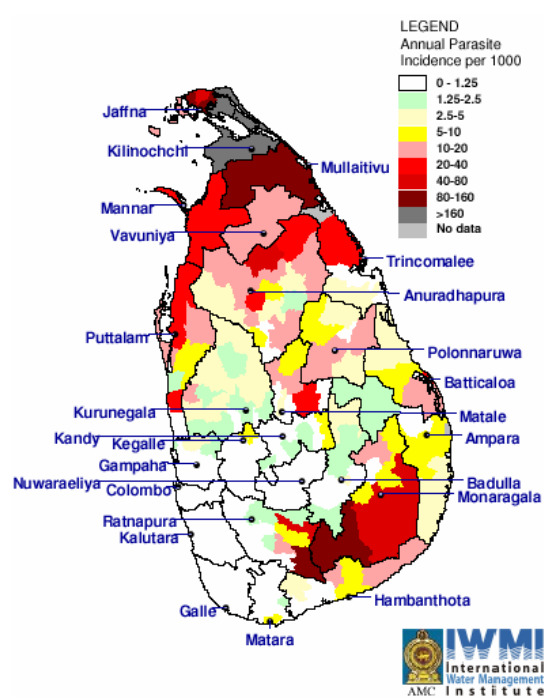 LEGEND
Annual Parasite
Incidence per 1000
0 - 1.25
1.25-2.5
2.5-5
5-10
10-20
20-40
40-80
80-160
>160
No data
Jaffna
Kilinochchi
Mullaitivu
Mannar
Vavuniya
Trincomalee
Anuradhapura
Puttalam
Polonnaruwa
Batticaloa
Kurunegala
Matale
Kandy
Ampara
Kegalle
Gampaha
Nuwaraeliya
Badulla
Colombo
Monaragala
Ratnapura
Kalutara
Hambanthota
Galle
Matara
AMC
IWMI
International
Water Management
Institute